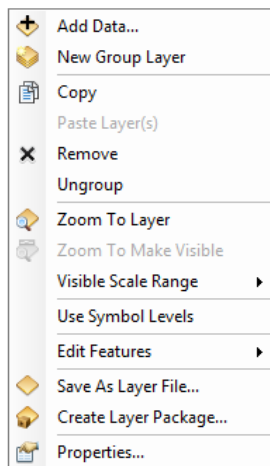 Add Data...
New Group Layer
Copy
Paste Layer(s)
Remove
Ungroup
Zoom To Layer
Zoom To Make Visible
Visible Scale Range
Use Symbol Levels
Edit Features
Save As Layer File...
Create Layer Package...
Properties...